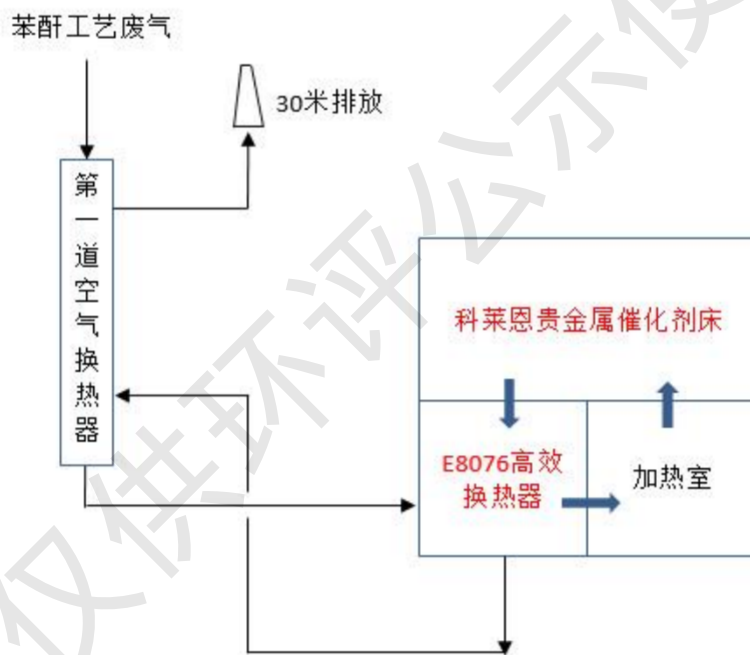 苯酐工艺废气
30米排放
第一道空气换热器
科莱恩贵金属催化剂床
E8076高效
换热器
加热室
仅供环评公示使用